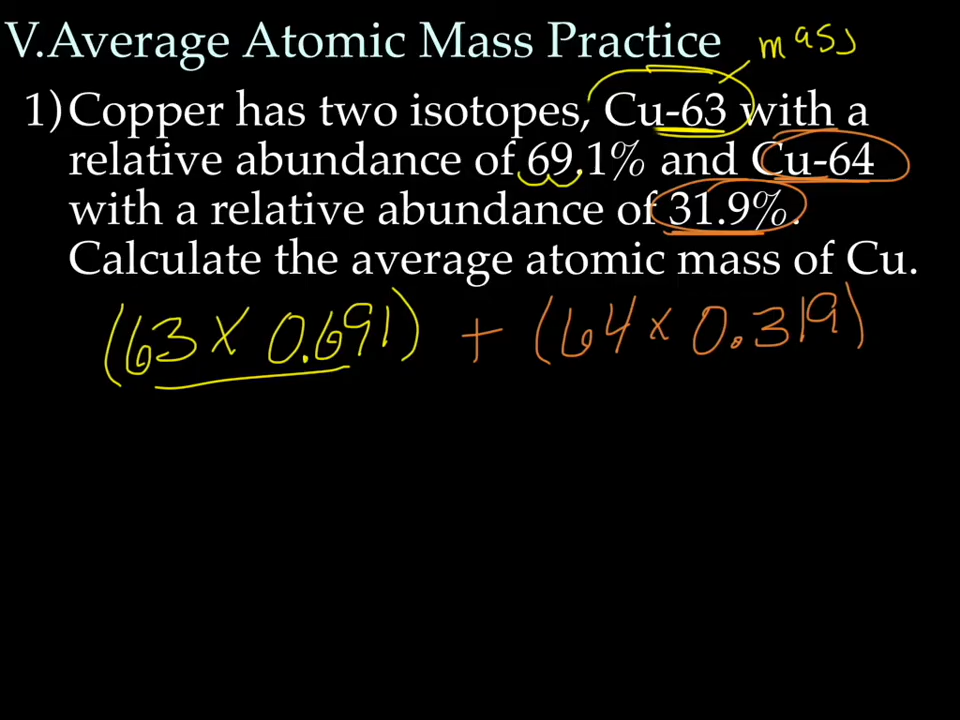 V.Average Atomic Mass Practice
mass
1)Copper has two isotopes, Cu-63 with a
relative abundance of 69.1% and Cu-64
with a relative abundance of 31.9%.
Calculate the average atomic mass of Cu.
(63 x 0.691) + (64 x 0.319)